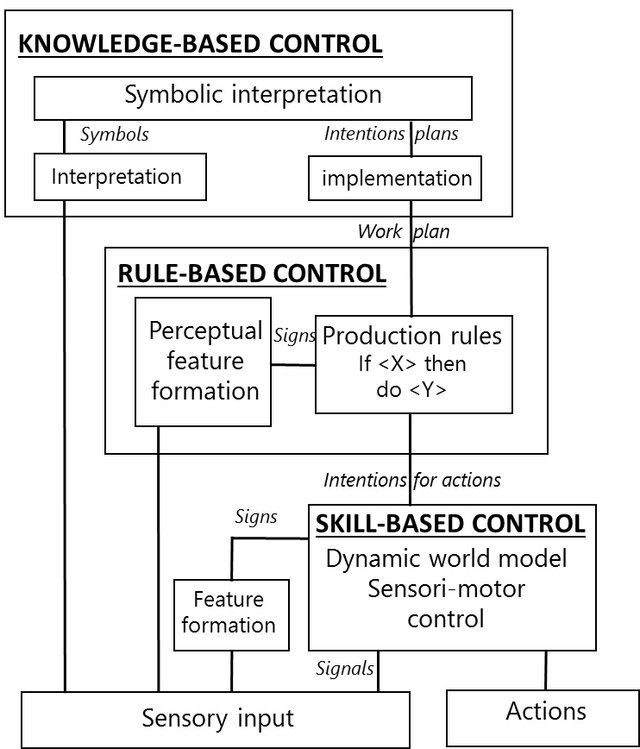 KNOWLEDGE-BASED CONTROL
Symbolic interpretation
Symbols
Intentions plans
Interpretation
implementation
Work plan
RULE-BASED CONTROL
Perceptual
feature
formation
Signs
Production rules
If <X> then
do <Y>
Intentions for actions
Signs
SKILL-BASED CONTROL
Dynamic world model
Sensori-motor
control
Feature
formation
Signals
Sensory input
Actions